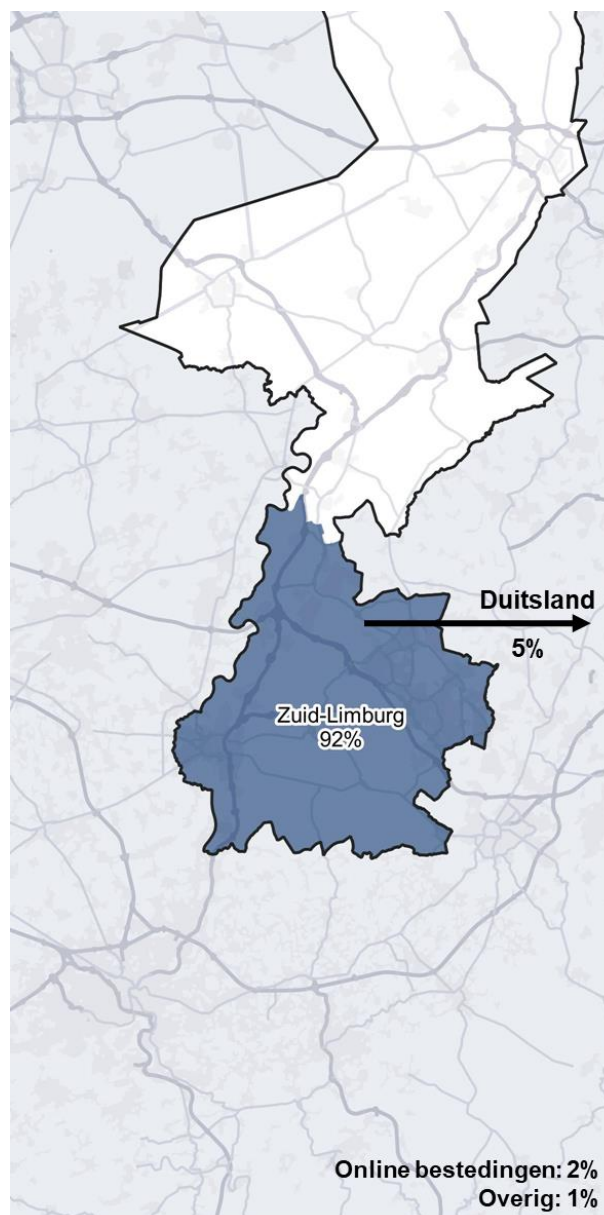 Duitsland
5%
Zuid-Limburg
92%
Online bestedingen: 2%
Overig: 1%